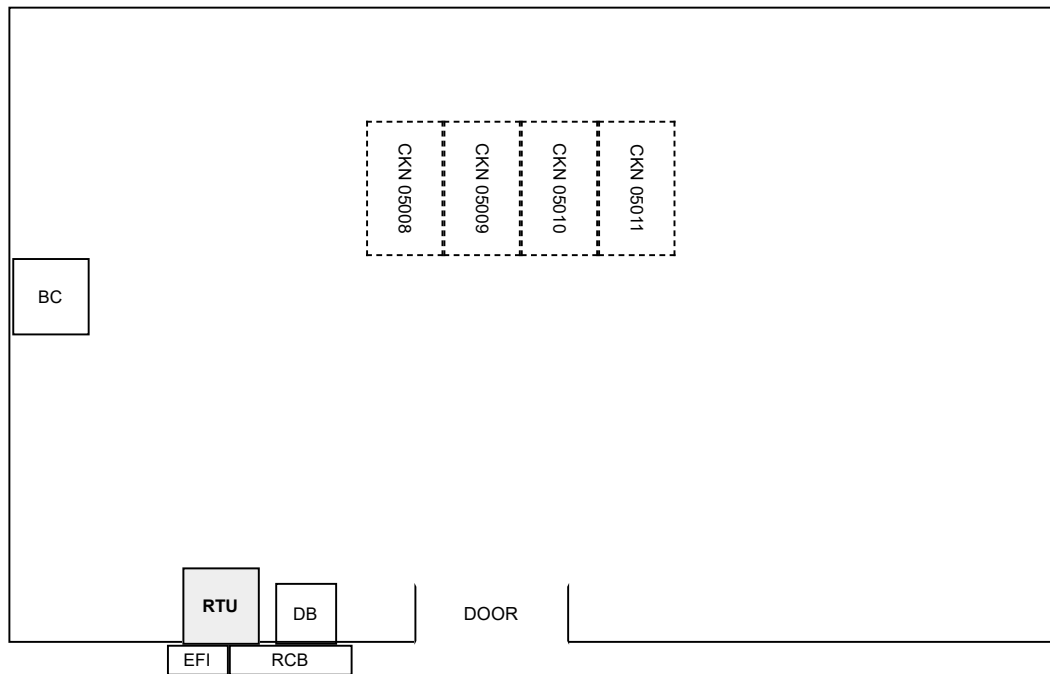 CKN 05008
CKN 05009
CKN 05010
CKN 05011
BC
RTU
DB
DOOR
EFI
RCB